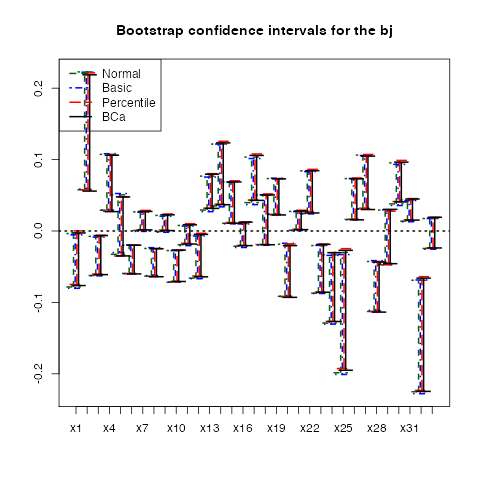 Bootstrap confidence intervals for the bj
Normal
Basic
Percentile
BCa
0.2
0.1
0.0
-0.1
-0.2
x1 x4 x7 x10 x13 x16 x19 x22 x25 x28 x31